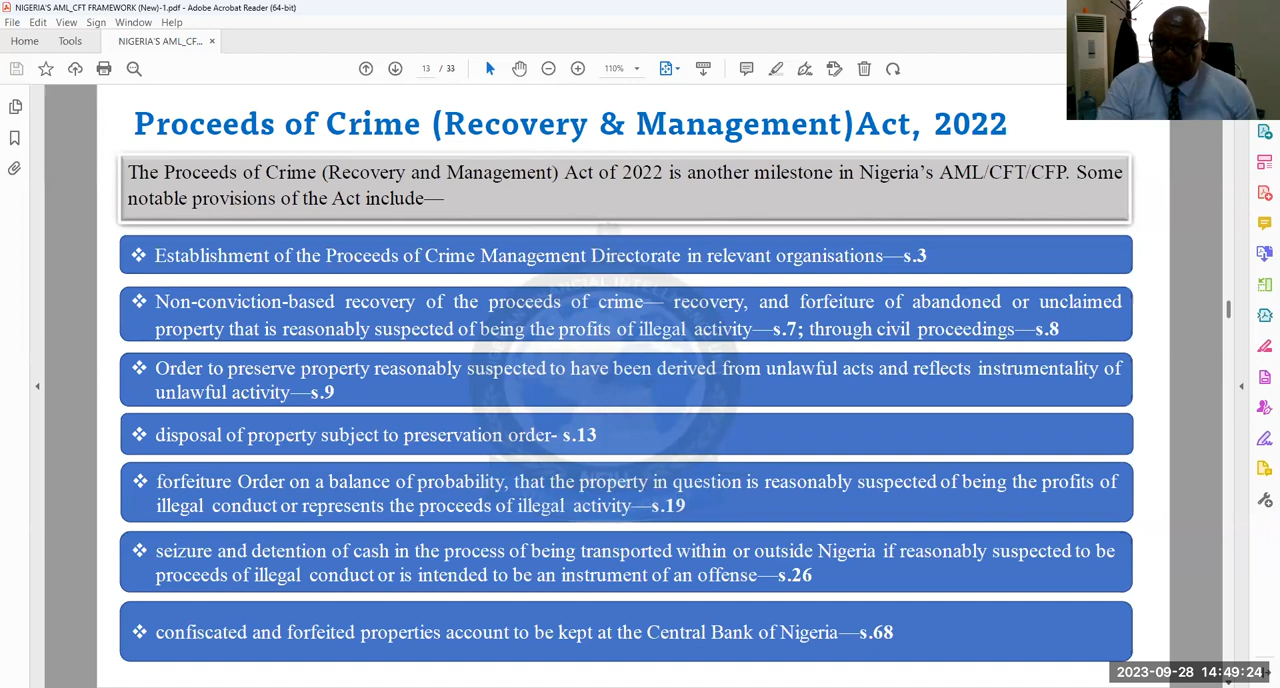 NIGERIA'S AML_CFT FRAMEWORK (New)-1.pdf - Adobe Acrobat Reader (64-bit)
File Edit View Sign Window Help
Home Tools NIGERIA'S AML_CF... ×
13 / 33 110%
Proceeds of Crime (Recovery & Management)Act, 2022
The Proceeds of Crime (Recovery and Management) Act of 2022 is another milestone in Nigeria's AML/CFT/CFP. Some
notable provisions of the Act include—
❖ Establishment of the Proceeds of Crime Management Directorate in relevant organisations—s.3
❖ Non-conviction-based recovery of the proceeds of crime— recovery, and forfeiture of abandoned or unclaimed
property that is reasonably suspected of being the profits of illegal activity—s.7; through civil proceedings—s.8
❖ Order to preserve property reasonably suspected to have been derived from unlawful acts and reflects instrumentality of
unlawful activity—s.9
❖ disposal of property subject to preservation order- s.13
❖ forfeiture Order on a balance of probability, that the property in question is reasonably suspected of being the profits of
illegal conduct or represents the proceeds of illegal activity—s.19
❖ seizure and detention of cash in the process of being transported within or outside Nigeria if reasonably suspected to be
proceeds of illegal conduct or is intended to be an instrument of an offense—s.26
❖ confiscated and forfeited properties account to be kept at the Central Bank of Nigeria—s.68
2023-09-28 14:49:24